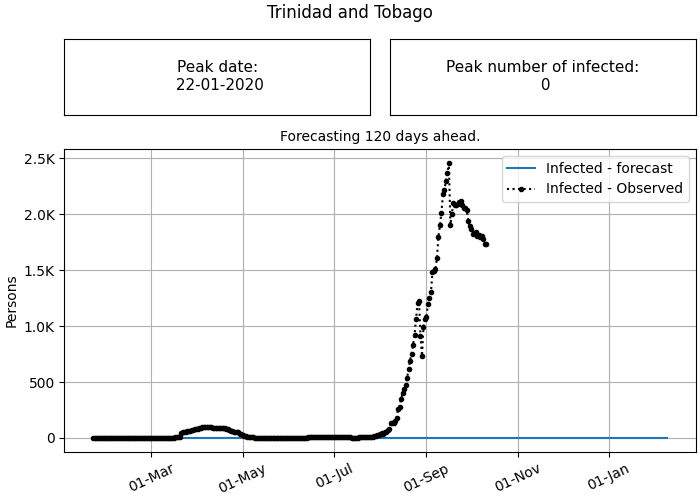 Trinidad and Tobago
Peak date:
22-01-2020
Peak number of infected:
0
Forecasting 120 days ahead.
2.5K
2.0K
1.5K
1.0K
500
0
Persons
Infected - forecast
Infected - Observed
01-Mar
01-May
01-Jul
01-Sep
01-Nov
01-Jan